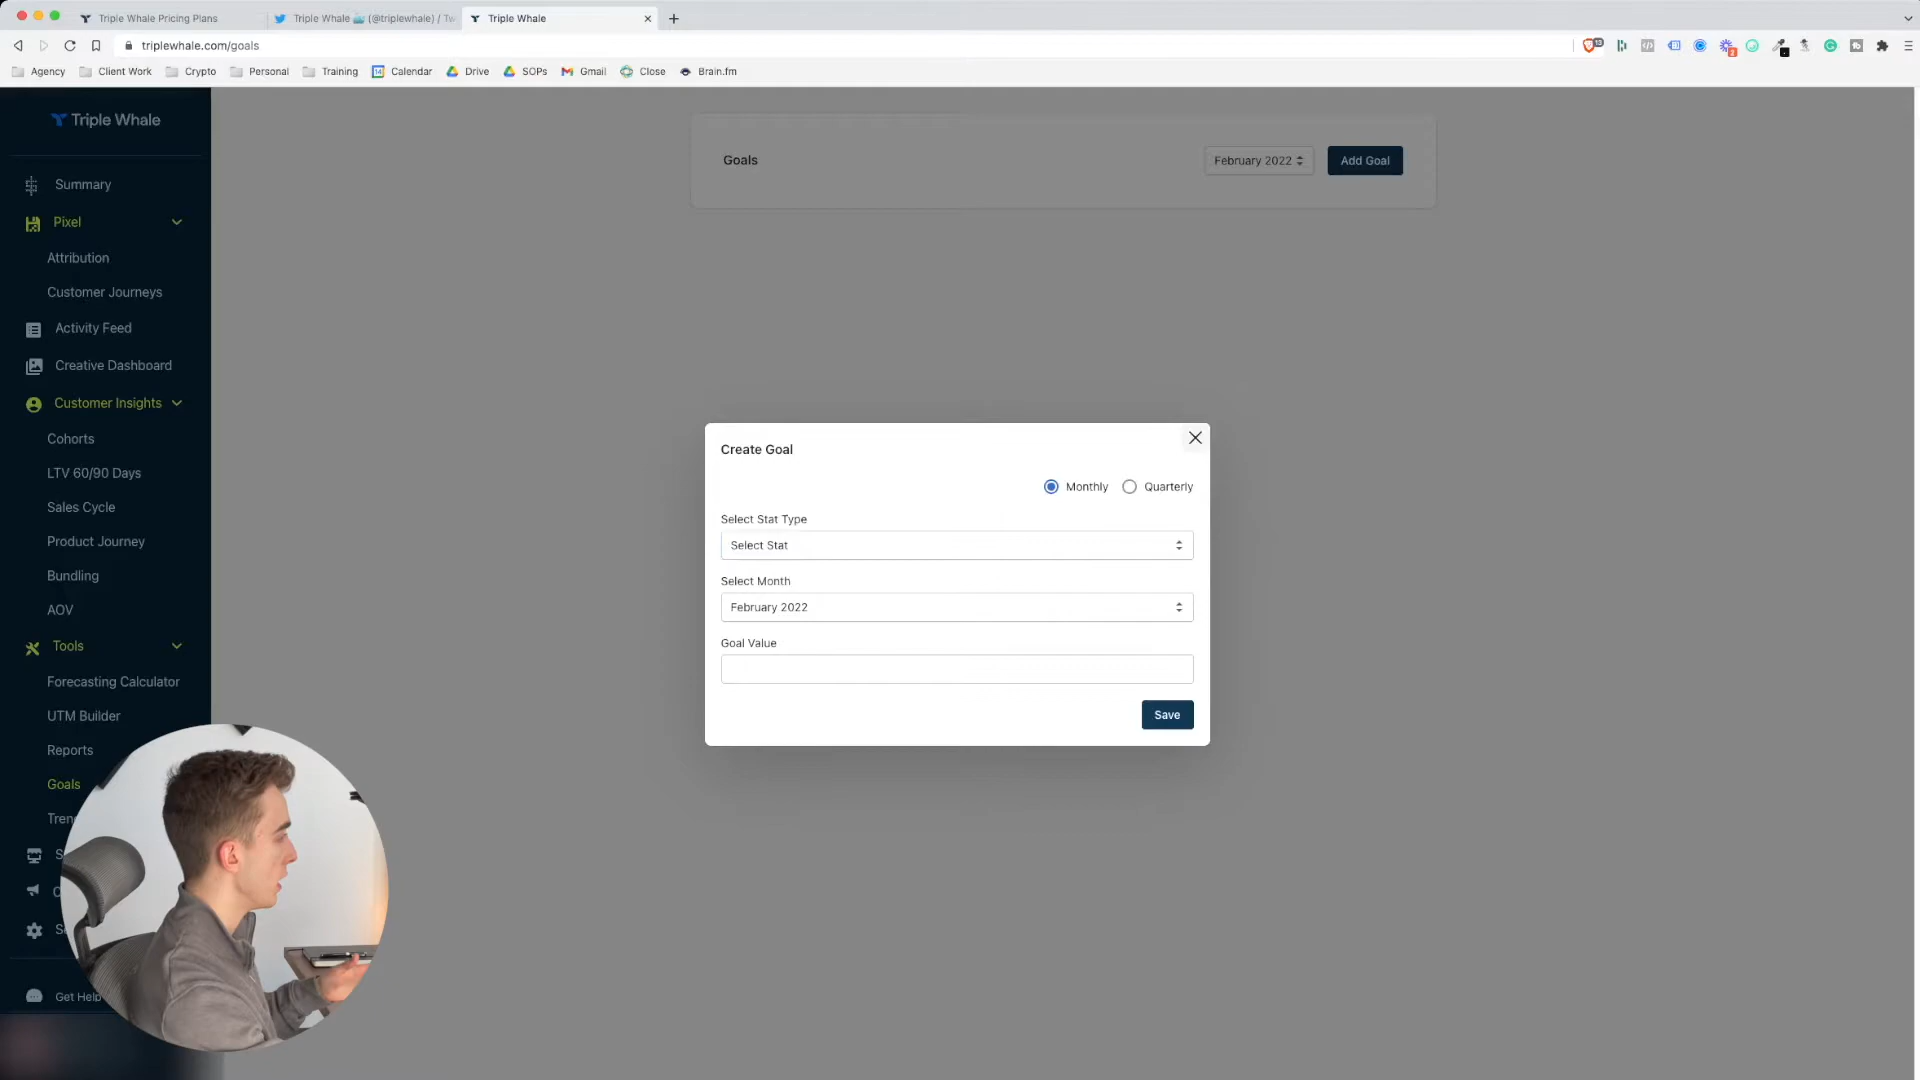 Triple Whale Pricing Plans
Triple Whale 🐳 (@triplewhale) / Tw
Triple Whale
triplewhale.com/goals
Agency
Client Work
Crypto
Personal
Training
Calendar
Drive
SOPs
Gmail
Close
Brain.fm
Triple Whale
Summary
Pixel
Attribution
Customer Journeys
Activity Feed
Creative Dashboard
Customer Insights
Cohorts
LTV 60/90 Days
Sales Cycle
Product Journey
Bundling
AOV
Tools
Forecasting Calculator
UTM Builder
Reports
Goals
Get Help
Goals
February 2022
Add Goal
Create Goal
Monthly
Quarterly
Select Stat Type
Select Stat
Select Month
February 2022
Goal Value
Save